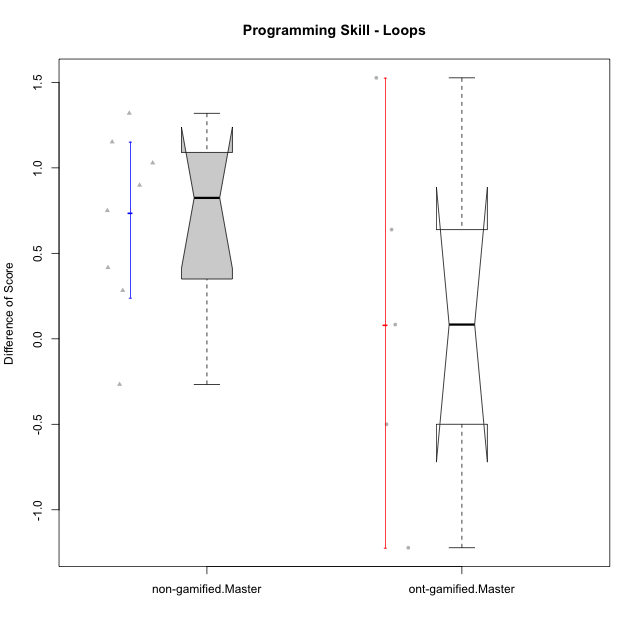 Programming Skill - Loops
Difference of Score
1.5
1.0
0.5
0.0
-0.5
-1.0
non-gamified.Master
ont-gamified.Master